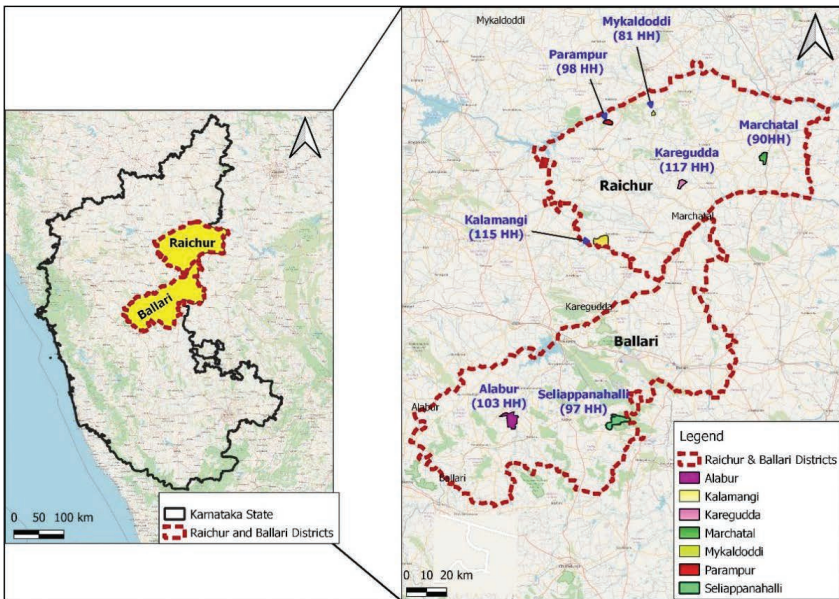 Raichur
Ballari
0 50 100 km
Karnataka State
Raichur and Ballari Districts
Mykaldoddi
Mykaldoddi
(81 HH)
Parampur
(98 HH)
Marchatal
(90HH)
Karegudda
(117 HH)
Raichur
Marchatal
Kalamangi
(115 HH)
Karegudda
Ballari
Alabur
(103 HH)
Seliappanahalli
(97 HH)
Alabur
Ballari
0 10 20 km
Legend
Raichur & Ballari Districts
Alabur
Kalamangi
Karegudda
Marchatal
Mykaldoddi
Parampur
Seliappanahalli